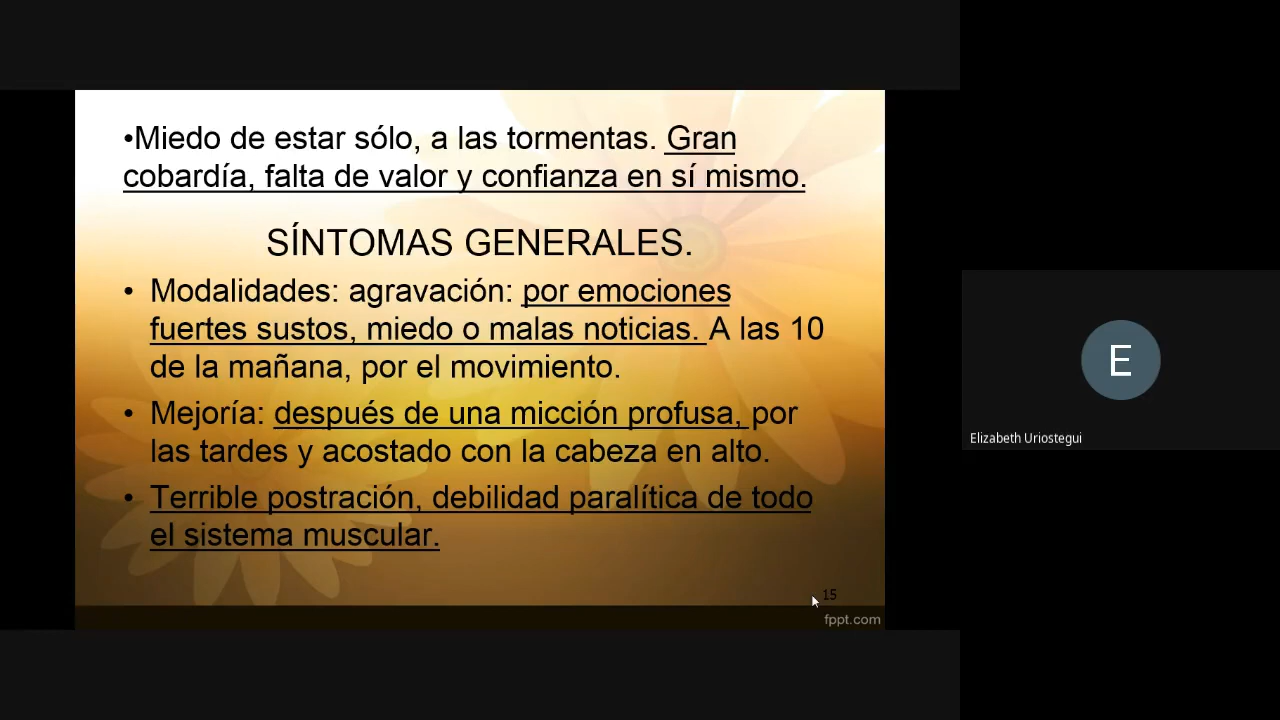 •Miedo de estar sólo, a las tormentas. Gran
cobardía, falta de valor y confianza en sí mismo.
SÍNTOMAS GENERALES.
• Modalidades: agravación: por emociones
fuertes sustos, miedo o malas noticias. A las 10
de la mañana, por el movimiento.
• Mejoría: después de una micción profusa, por
las tardes y acostado con la cabeza en alto.
• Terrible postración, debilidad paralítica de todo
el sistema muscular.
15
fppt.com
E
Elizabeth Uriostegui